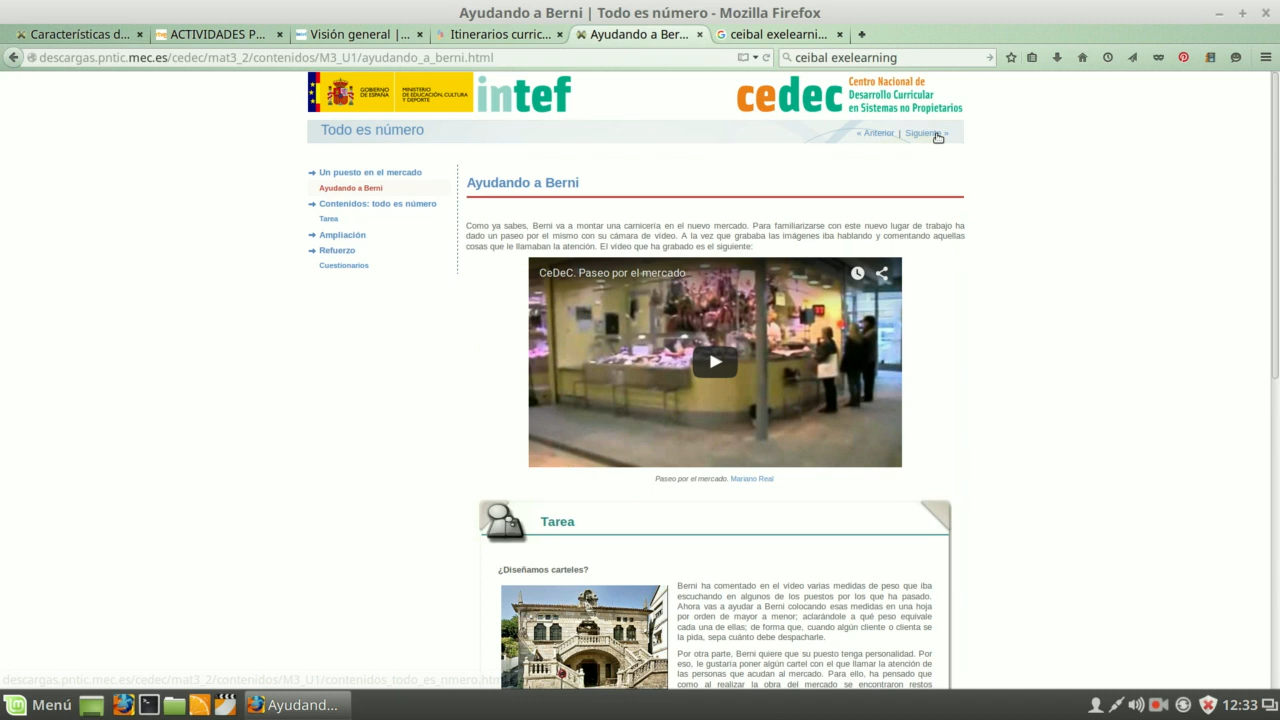 Ayudando a Berni | Todo es número - Mozilla Firefox
Características d...
ACTIVIDADES P...
Visión general |...
Itinerarios curric...
Ayudando a Ber...
ceibal exelearni...
descargas.pntic.mec.es/cedec/mat3_2/contenidos/M3_U1/ayudando_a_berni.html
ceibal exelearning
GOBIERNO DE ESPAÑA
MINISTERIO DE EDUCACIÓN, CULTURA Y DEPORTE
intef
cedec
Centro Nacional de
Desarrollo Curricular
en Sistemas no Propietarios
Todo es número
« Anterior | Siguiente »
Un puesto en el mercado
Ayudando a Berni
Contenidos: todo es número
Tarea
Ampliación
Refuerzo
Cuestionarios
Ayudando a Berni
Como ya sabes, Berni va a montar una carnicería en el nuevo mercado. Para familiarizarse con este nuevo lugar de trabajo ha
dado un paseo por el mismo con su cámara de vídeo. A la vez que grababa las imágenes iba hablando y comentando aquellas
cosas que le llamaban la atención. El vídeo que ha grabado es el siguiente:
CeDeC. Paseo por el mercado
Paseo por el mercado. Mariano Real
Tarea
¿Diseñamos carteles?
Berni ha comentado en el vídeo varias medidas de peso que iba
escuchando en algunos de los puestos por los que ha pasado.
Ahora vas a ayudar a Berni colocando esas medidas en una hoja
por orden de mayor a menor; aclarándole a qué peso equivale
cada una de ellas; de forma que, cuando algún cliente o clienta se
la pida, sepa cuánto debe despacharle.
Por otra parte, Berni quiere que su puesto tenga personalidad. Por
eso, le gustaría poner algún cartel con el que llamar la atención de
las personas que acudan al mercado. Para ello, ha pensado que
como al realizar la obra del mercado se encontraron restos
descargas.pntic.mec.es/cedec/mat3_2/contenidos/M3_U1/contenidos_todo_es_nmero.html
Menú
Ayudand...
12:33